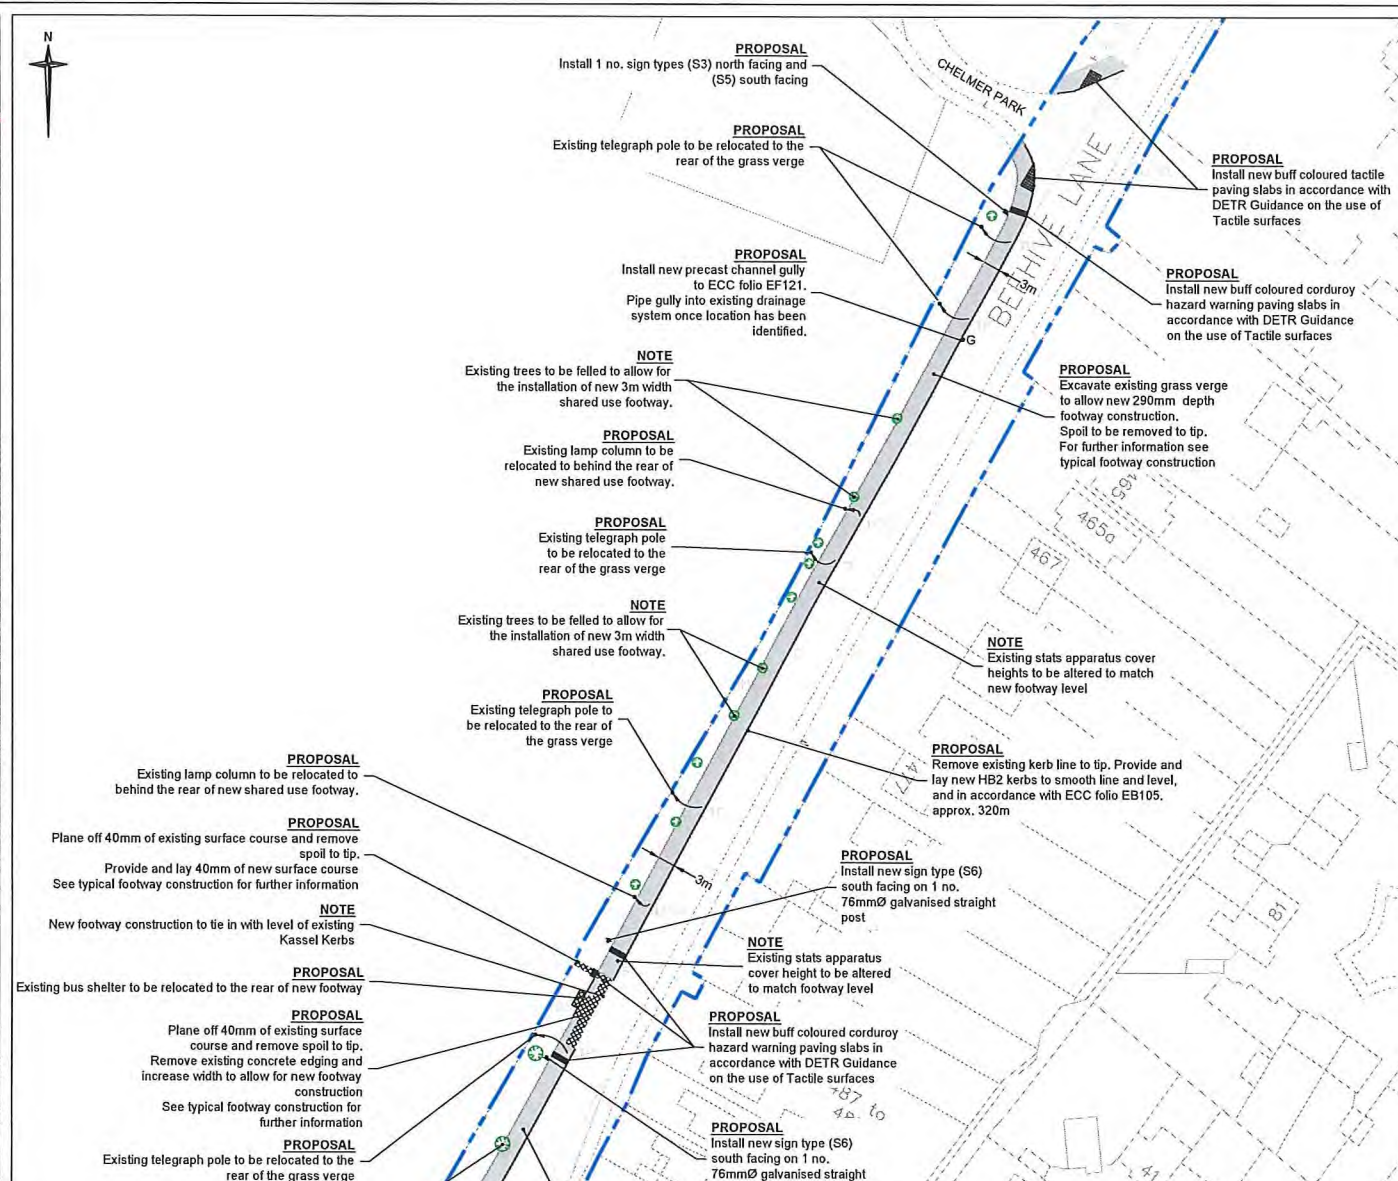 N
PROPOSAL
Install 1 no. sign types (S3) north facing and
(S5) south facing
CHELMER PARK
PROPOSAL
Existing telegraph pole to be relocated to the
rear of the grass verge
BEEHIVE LANE
PROPOSAL
Install new buff coloured tactile
paving slabs in accordance with
DETR Guidance on the use of
Tactile surfaces
PROPOSAL
Install new precast channel gully
to ECC folio EF121.
Pipe gully into existing drainage
system once location has been
identified.
3m
G
PROPOSAL
Install new buff coloured corduroy
hazard warning paving slabs in
accordance with DETR Guidance
on the use of Tactile surfaces
NOTE
Existing trees to be felled to allow for
the installation of new 3m width
shared use footway.
PROPOSAL
Excavate existing grass verge
to allow new 290mm depth
footway construction.
Spoil to be removed to tip.
For further information see
typical footway construction
PROPOSAL
Existing lamp column to be
relocated to behind the rear of
new shared use footway.
465
465a
467
PROPOSAL
Existing telegraph pole
to be relocated to the
rear of the grass verge
NOTE
Existing trees to be felled to allow for
the installation of new 3m width
shared use footway.
NOTE
Existing stats apparatus cover
heights to be altered to match
new footway level
PROPOSAL
Existing telegraph pole to
be relocated to the rear of
the grass verge
PROPOSAL
Remove existing kerb line to tip. Provide and
lay new HB2 kerbs to smooth line and level,
and in accordance with ECC folio EB105.
approx. 320m
477
PROPOSAL
Existing lamp column to be relocated to
behind the rear of new shared use footway.
PROPOSAL
Plane off 40mm of existing surface course and remove
spoil to tip.
Provide and lay 40mm of new surface course
See typical footway construction for further information
3m
PROPOSAL
Install new sign type (S6)
south facing on 1 no.
76mmØ galvanised straight
post
81
NOTE
New footway construction to tie in with level of existing
Kassel Kerbs
NOTE
Existing stats apparatus
cover height to be altered
to match footway level
PROPOSAL
Existing bus shelter to be relocated to the rear of new footway
PROPOSAL
Plane off 40mm of existing surface
course and remove spoil to tip.
Remove existing concrete edging and
increase width to allow for new footway
construction
See typical footway construction for
further information
PROPOSAL
Install new buff coloured corduroy
hazard warning paving slabs in
accordance with DETR Guidance
on the use of Tactile surfaces
487 to
PROPOSAL
Existing telegraph pole to be relocated to the
rear of the grass verge
PROPOSAL
Install new sign type (S6)
south facing on 1 no.
76mmØ galvanised straight
41